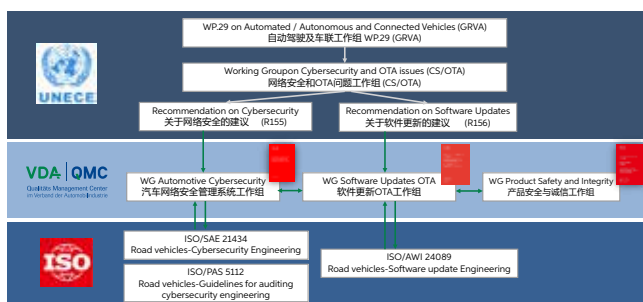 WP.29 on Automated / Autonomous and Connected Vehicles (GRVA)
自动驾驶及车联工作组 WP.29 (GRVA)
UNECE
Working Groupon Cybersecurity and OTA issues (CS/OTA)
网络安全和OTA问题工作组 (CS/OTA)
Recommendation on Cybersecurity
关于网络安全的建议 (R155)
Recommendation on Software Updates
关于软件更新的建议 (R156)
VDA QMC
Qualitäts Management Center
im Verband der Automobilindustrie
WG Automotive Cybersecurity
汽车网络安全管理系统工作组
WG Software Updates OTA
软件更新OTA工作组
WG Product Safety and Integrity
产品安全与诚信工作组
ISO
ISO/SAE 21434
Road vehicles-Cybersecurity Engineering
ISO/PAS 5112
Road vehicles-Guidelines for auditing
cybersecurity engineering
ISO/AWI 24089
Road vehicles-Software update Engineering